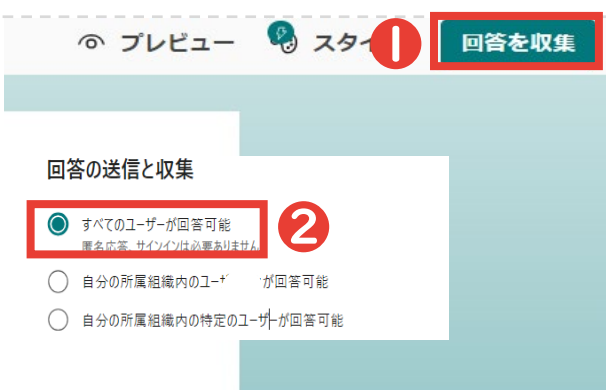 プレビュー スタイ 1 回答を収集
回答の送信と収集
すべてのユーザーが回答可能 2
匿名応答、サインインは必要ありません
自分の所属組織内のユー が回答可能
自分の所属組織内の特定のユーザーが回答可能